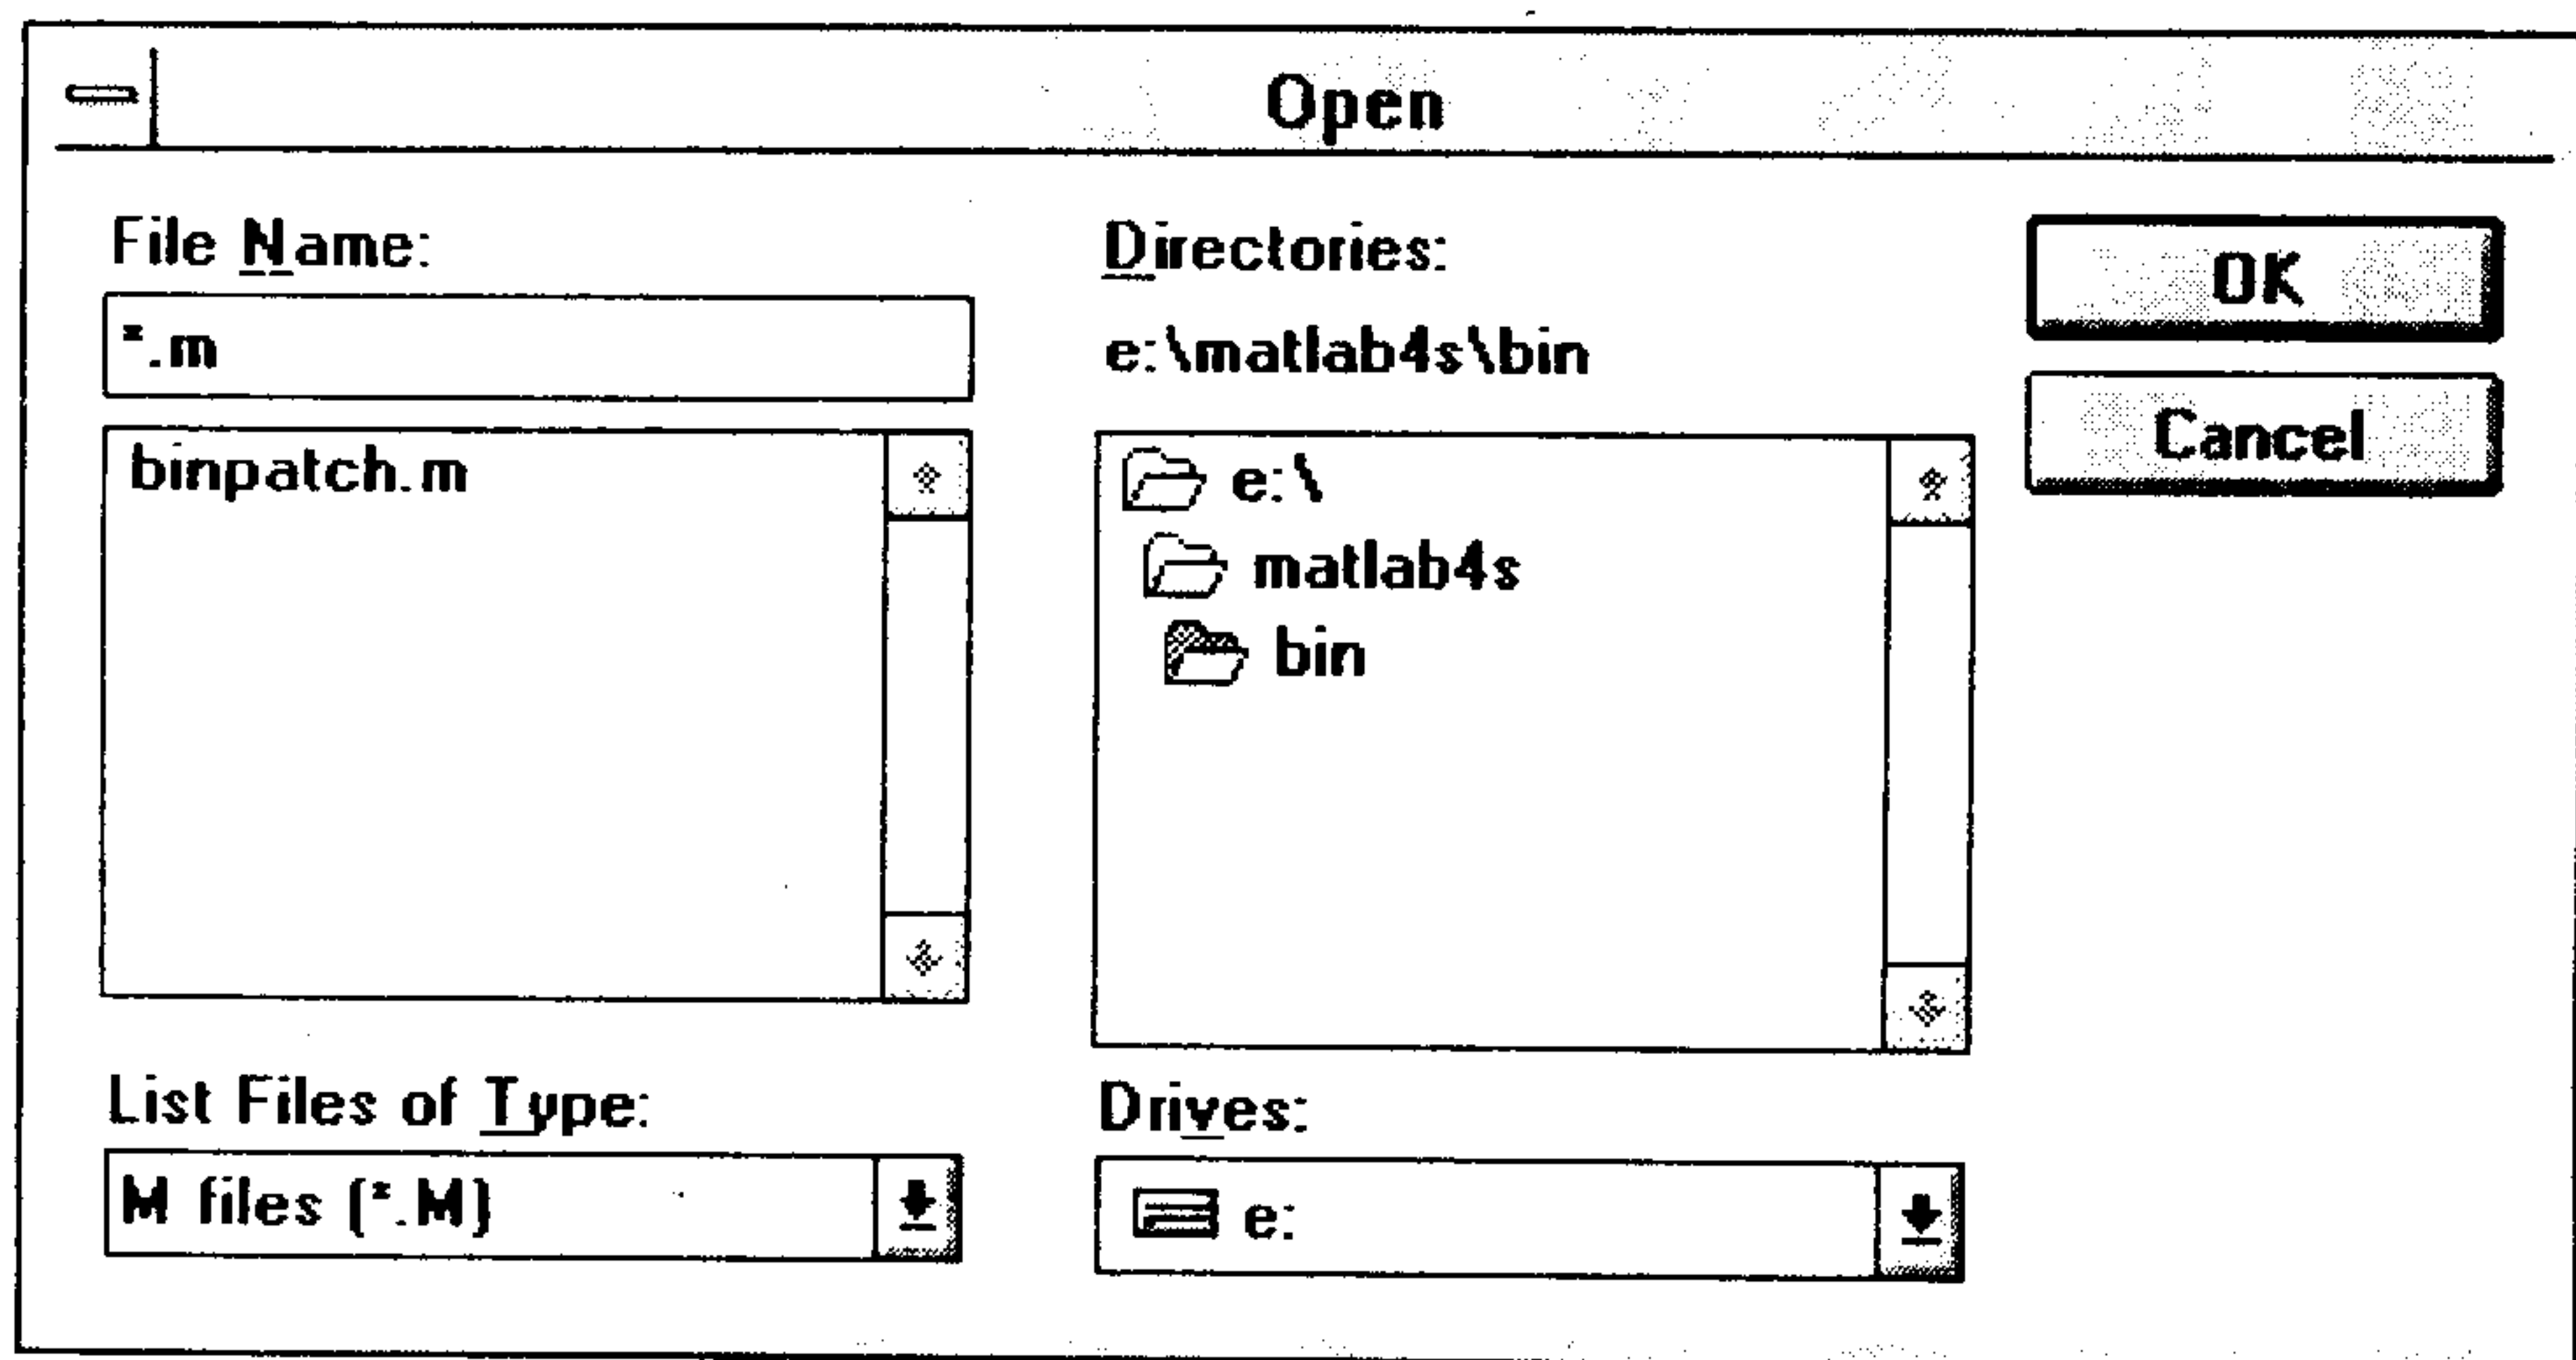 Open
File Name:
*.m
binpatch.m
List Files of Type:
M files (*.M)
Directories:
e:\matlab4s\bin
e:\
matlab4s
bin
Drives:
e:
OK
Cancel